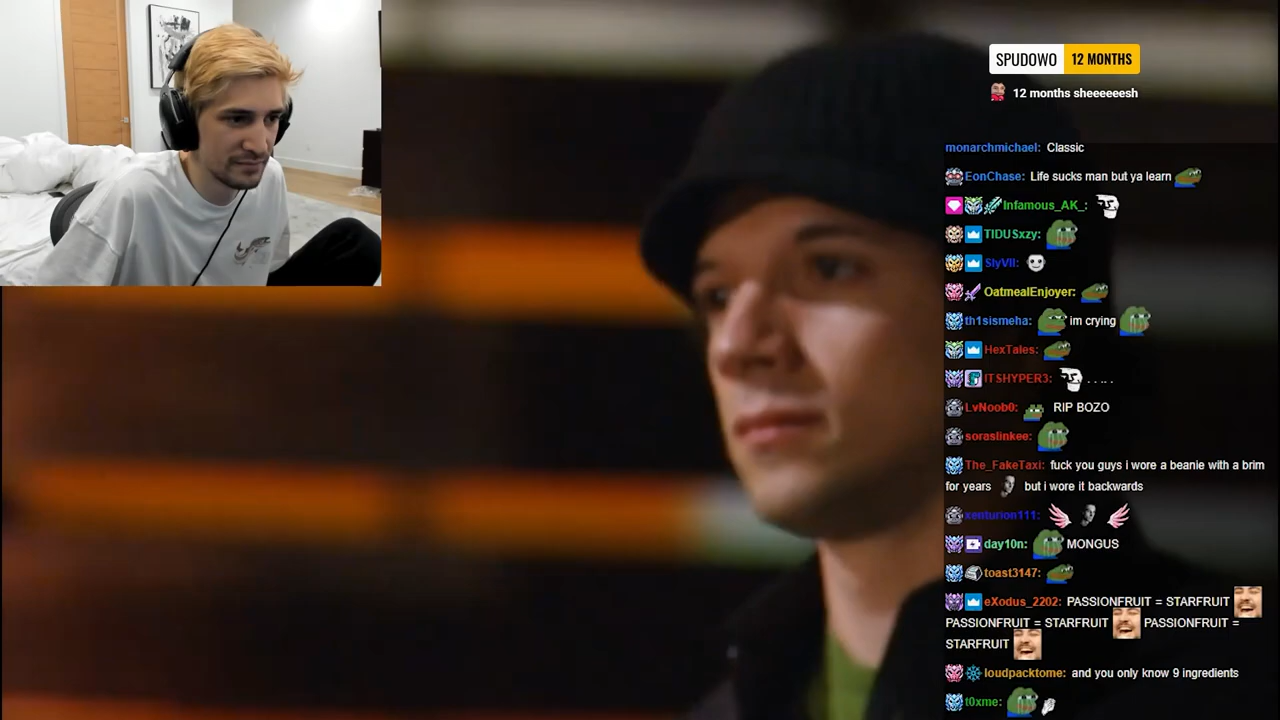 SPUDOWO 12 MONTHS
12 months sheeeeeesh
monarchmichael: Classic
EonChase: Life sucks man but ya learn
Infamous_AK_:
TIDUSxzy:
SlyVII:
OatmealEnjoyer:
th1sismeha: im crying
HexTales:
ITSHYPER3: . . . . .
LvNoob0: RIP BOZO
soraslinkee:
The_FakeTaxi: fuck you guys i wore a beanie with a brim
for years but i wore it backwards
xenturion111:
day10n: MONGUS
toast3147:
eXodus_2202: PASSIONFRUIT = STARFRUIT
PASSIONFRUIT = STARFRUIT PASSIONFRUIT =
STARFRUIT
loudpacktome: and you only know 9 ingredients
t0xme: